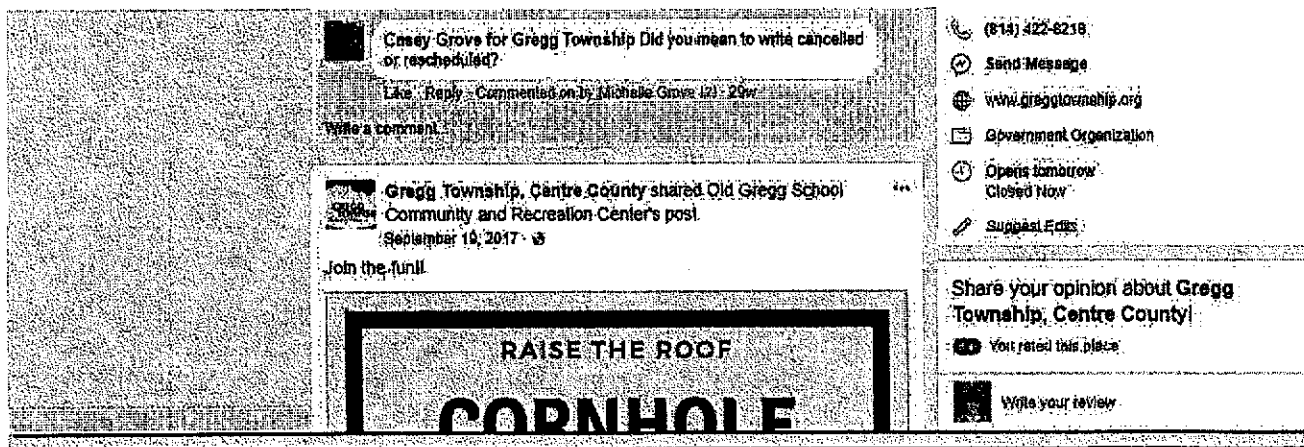 Casey Grove for Gregg Township Did you mean to write cancelled
or rescheduled?
Like · Reply · Commented on by Michelle Grove · 29w
Write a comment...
Gregg Township, Centre County shared Old Gregg School
Community and Recreation Center's post.
September 19, 2017
Join the fun!!
RAISE THE ROOF
CORNHOLE
(814) 422-8218
Send Message
www.greggtownship.org
Government Organization
Opens tomorrow
Closed Now
Suggest Edits
Share your opinion about Gregg
Township, Centre County!
You rated this place
Write your review